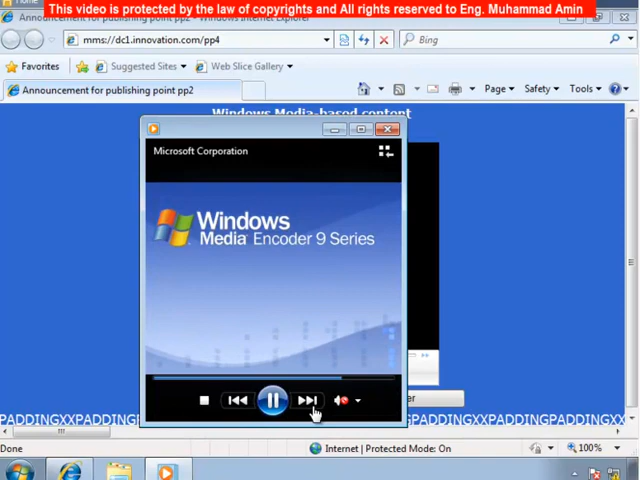 Home
This video is protected by the law of copyrights and All rights reserved to Eng. Muhammad Amin
Announcement for publishing point pp2 - Windows Internet Explorer
mms://dc1.innovation.com/pp4
Bing
Favorites
Suggested Sites
Web Slice Gallery
Announcement for publishing point pp2
Page
Safety
Tools
Windows Media-based content
Microsoft Corporation
Windows
Media Encoder 9 Series
er
PADDINGXXPADDING
PADDINGXXPADDING
Done
Internet | Protected Mode: On
100%